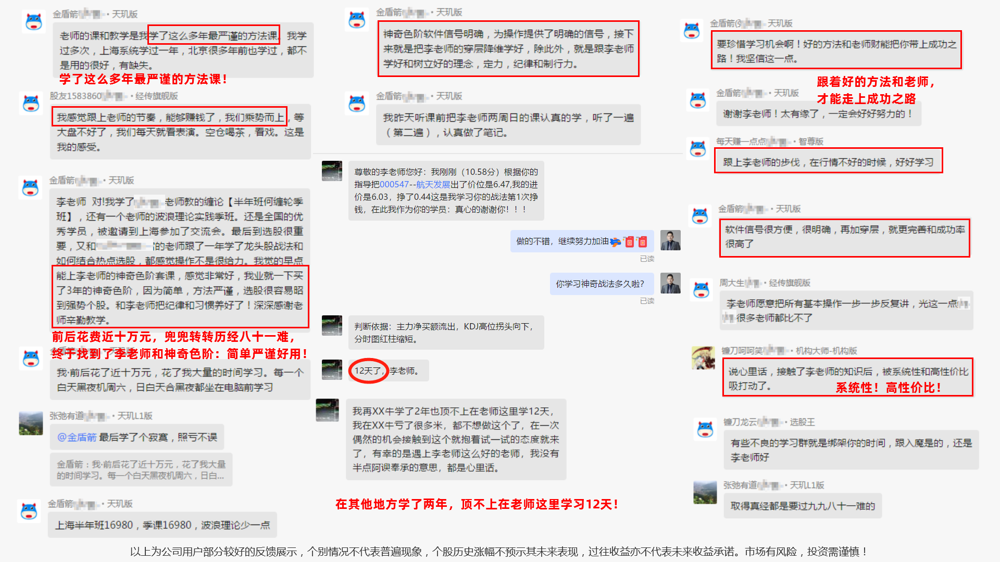 金盾箭 · 天玑版
老师的课和教学是我学了这么多年最严谨的方法课。我学
过多次，上海系统学过一年，北京很多年前也学过，都不
是用的很好，有缺失。
学了这么多年最严谨的方法课！
股友1583860 · 经传旗舰版
我感觉跟上老师的节奏，能够赚钱了，我们乘势而上，等
大盘不好了，我们每天就看表演。空仓喝茶，看戏。这是
我的感受。
金盾箭 · 天玑版
李老师 对!我学了 老师教的缠论【半年班何缠轮季
班】，还有一个老师的波浪理论实践季班。还是全国的优
秀学员，被邀请到上海参加了交流会。最后到选股很重
要，又和 的老师跟了一年学了龙头股战法和
如何结合热点选股，都感觉操作不是很给力。我觉的早点
能上李老师的神奇色阶套课，感觉非常好，我业就一下买
了3年的神奇色阶，因为简单，方法严谨，选股很容易昭
到强势个股。和李老师把纪律和习惯养好了！深深感谢老
师辛勤教学。
前后花费近十万元，兜兜转转历经八十一难，
终于找到了李老师和神奇色阶：简单严谨好用！
我·前后花了近十万元，花了我大量的时间学习。每一个
白天黑夜机周六，日白天合黑夜都坐在电脑前学习
张弛有道 · 天玑L1版
@金盾箭 最后学了个寂寞，照亏不误
金盾箭：我·前后花了近十万元，花了我大量
的时间学习。每一个白天黑夜机周六，日白...
金盾箭 · 天玑版
上海半年班16980，季课16980，波浪理论少一点
金盾箭 · 天玑版
神奇色阶软件信号明确，为操作提供了明确的信号，接下
来就是把李老师的穿层降维学好，除此外，就是跟李老师
学好和树立好的理念，定力，纪律和制行力。
金盾箭 · 天玑版
我昨天听课前把李老师两周日的课认真的学，听了一遍
（第二遍），认真做了笔记。
尊敬的李老师您好：我刚刚（10.58分）根据你的
指导把000547--航天发展出了价位是6.47,我的进
价是6.03，挣了0.44这是我学习你的战法第1次挣
钱，在此我作为你的学员：真心的谢谢你！！！
做的不错，继续努力加油
已读
你学习神奇战法多久啦？
已读
判断依据：主力净买额流出，KDJ高位拐头向下，
分时图红柱缩短。
12天了，李老师。
我再XX牛学了2年也顶不上在老师这里学12天，
我在XX牛亏了很多米，都不想做这个了，在一次
偶然的机会接触到这个就抱着试一试的态度就来
了，有幸的是遇上李老师这么好的老师，我没有
半点阿谀奉承的意思，都是心里话。
在其他地方学了两年，顶不上在老师这里学习12天！
金盾箭 天玑版
要珍惜学习机会啊！好的方法和老师财能把你带上成功之
路！我坚信这一点。
跟着好的方法和老师，
才能走上成功之路
金盾箭 · 天玑版
谢谢李老师！太有缘了，一定会好好努力的！
每天赚一点点 · 智尊版
跟上李老师的步伐，在行情不好的时候，好好学习
金盾箭 · 天玑版
软件信号很方便，很明确，再加穿层，就更完善和成功率
很高了
周大生 · 经传旗舰版
李老师愿意把所有基本操作一步一步反复讲，光这一点
很多老师都比不了
镰刀呵呵笑 · 机构大师-机构版
说心里话，接触了李老师的知识后，被系统性和高性价比
吸打动了。
系统性！高性价比！
镰刀龙云 · 选股王
有些不良的学习群就是绑架你的时间，跟入魔是的，还是
李老师好
张弛有道 · 天玑L1版
取得真经都是要过九九八十一难的
以上为公司用户部分较好的反馈展示，个别情况不代表普遍现象，个股历史涨幅不预示其未来表现，过往收益亦不代表未来收益承诺。市场有风险，投资需谨慎！